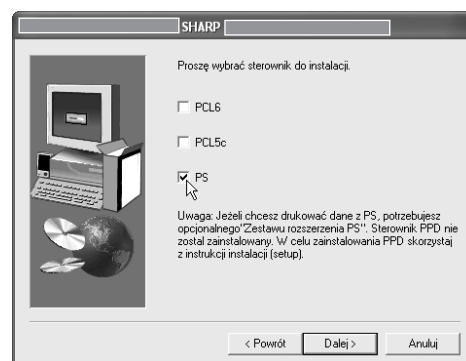 SHARP
Proszę wybrać sterownik do instalacji.
PCL6
PCL5c
PS
Uwaga: Jeżeli chcesz drukować dane z PS, potrzebujesz
opcjonalnego''Zestawu rozszerzenia PS''. Sterownik PPD nie
zostal zainstalowany. W celu zainstalowania PPD skorzystaj
z instrukcji instalacji (setup).
< Powrót
Dalej >
Anuluj